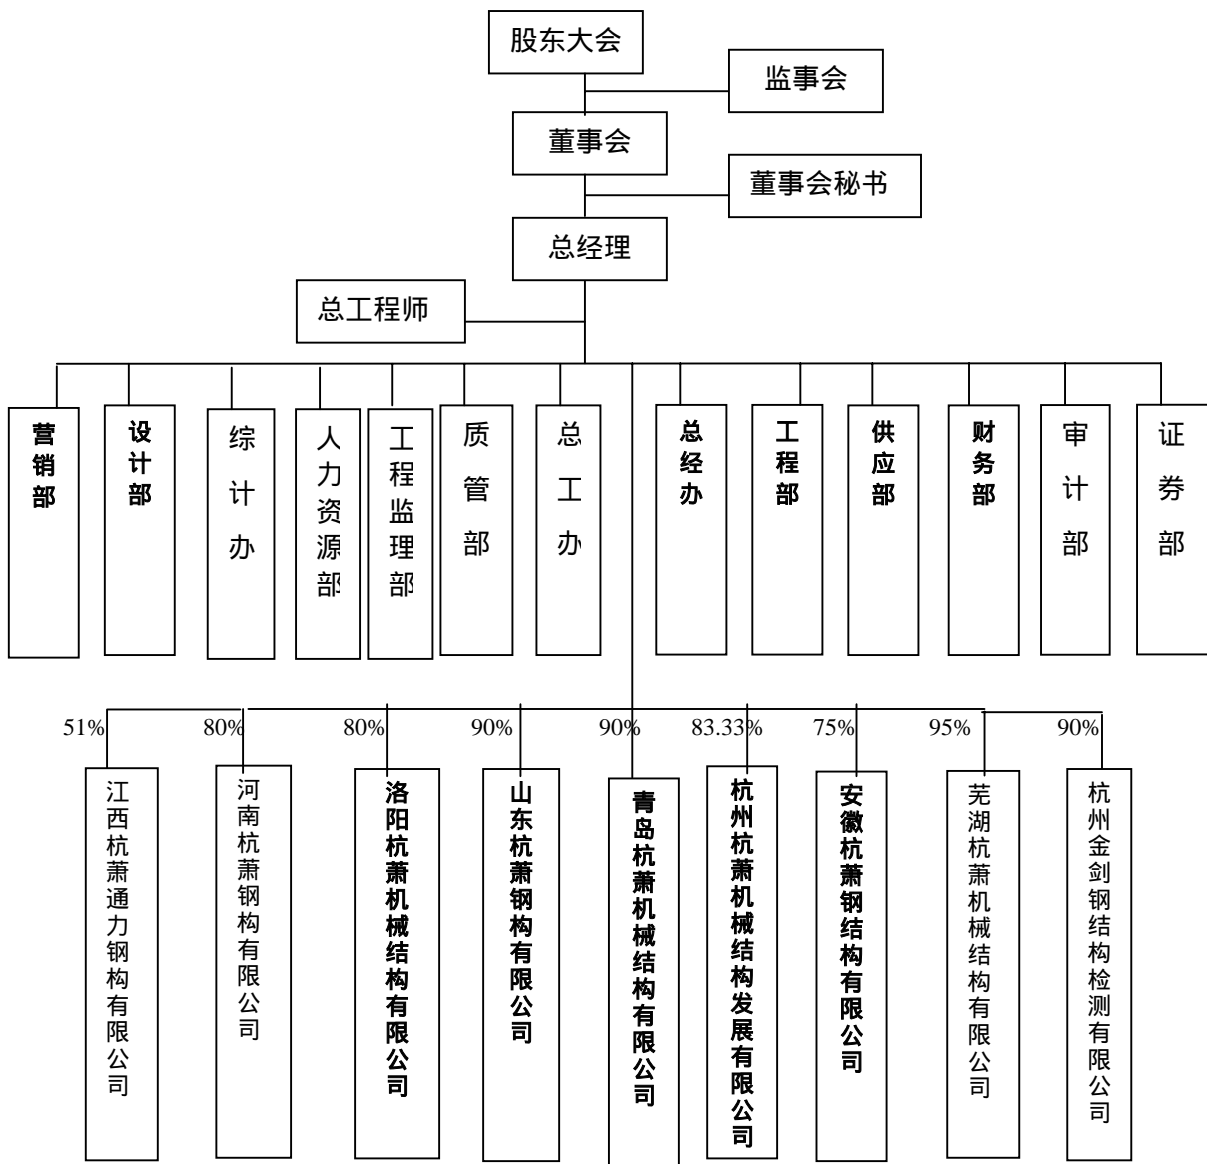 股东大会
监事会
董事会
董事会秘书
总经理
总工程师
营销部
设计部
综计办
人力资源部
工程监理部
质管部
总工办
总经办
工程部
供应部
财务部
审计部
证券部
51%
80%
80%
90%
90%
83.33%
75%
95%
90%
江西杭萧通力钢构有限公司
河南杭萧钢构有限公司
洛阳杭萧机械结构有限公司
山东杭萧钢构有限公司
青岛杭萧机械结构有限公司
杭州杭萧机械结构发展有限公司
安徽杭萧钢结构有限公司
芜湖杭萧机械结构有限公司
杭州金剑钢结构检测有限公司